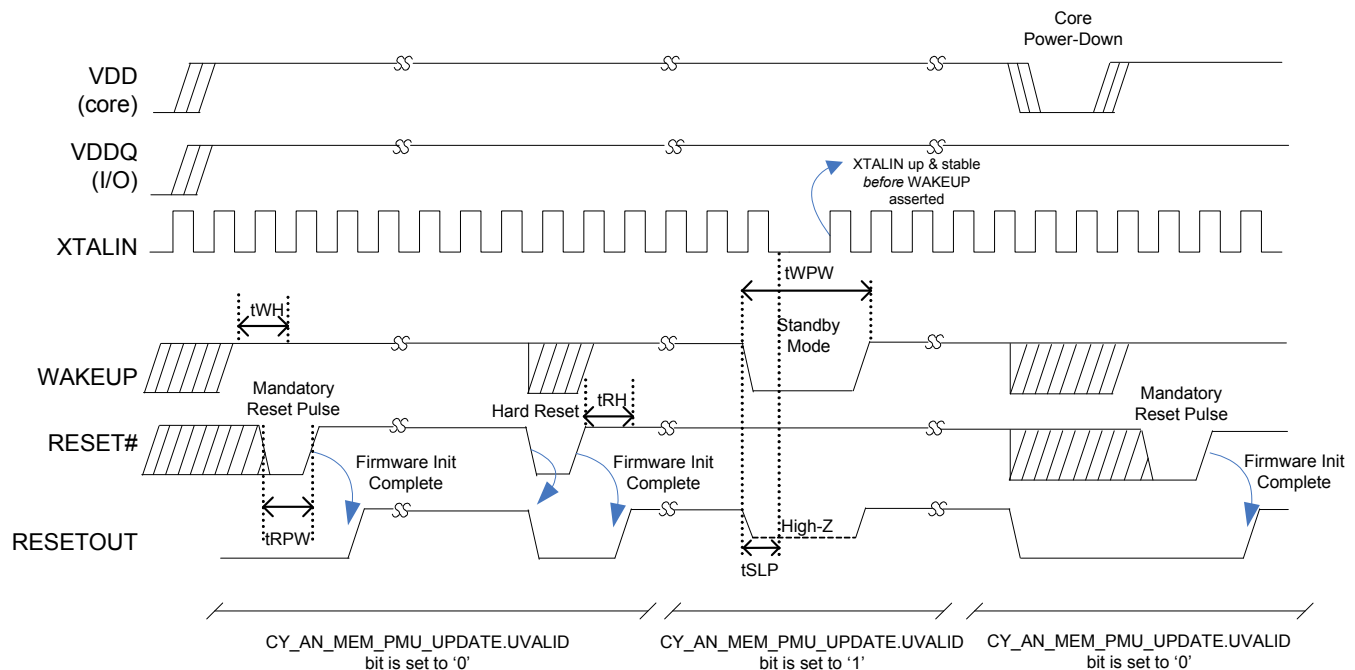 Core
Power-Down
VDD
(core)
VDDQ
(I/O)
XTALIN up & stable
before WAKEUP
asserted
XTALIN
tWPW
tWH
Standby
Mode
WAKEUP
Mandatory
Reset Pulse
Hard Reset
tRH
Mandatory
Reset Pulse
RESET#
Firmware Init
Complete
Firmware Init
Complete
Firmware Init
Complete
High-Z
RESETOUT
tRPW
tSLP
CY_AN_MEM_PMU_UPDATE.UVALID
bit is set to ‘0’
CY_AN_MEM_PMU_UPDATE.UVALID
bit is set to ‘1’
CY_AN_MEM_PMU_UPDATE.UVALID
bit is set to ‘0’